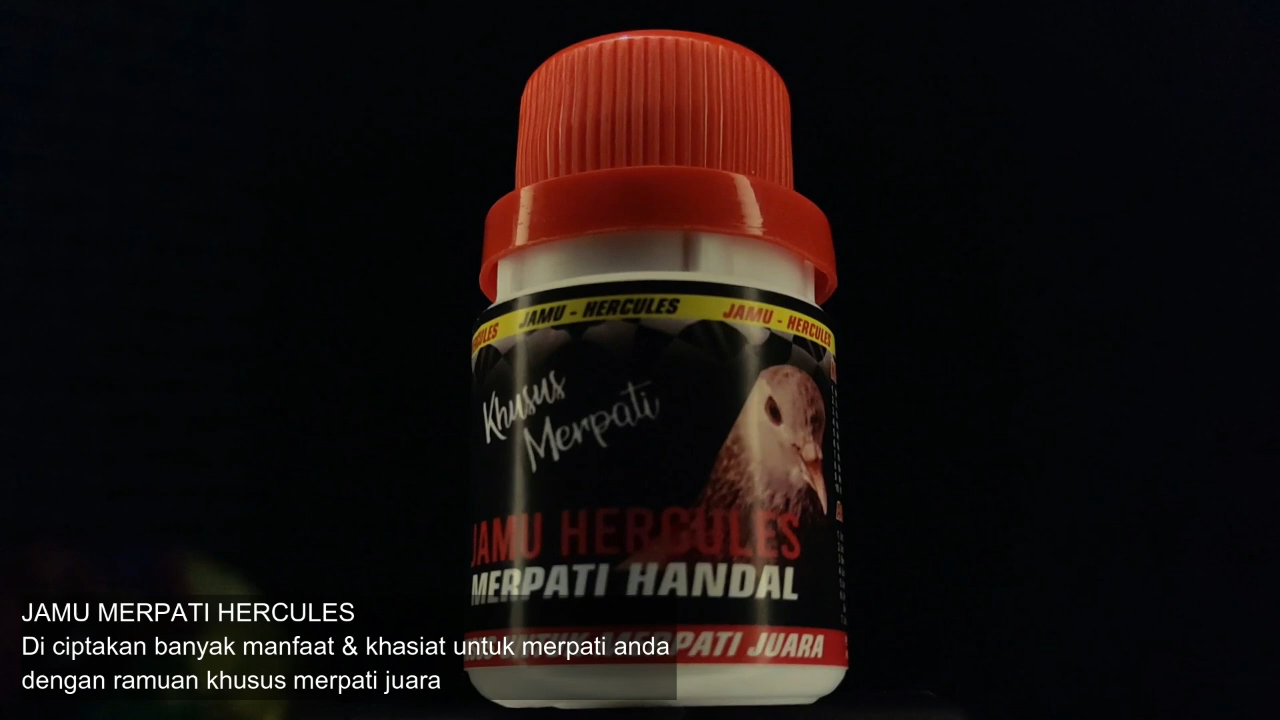 JAMU - HERCULES JAMU - HERCULES
Khusus
Merpati
JAMU HERCULES
MERPATI HANDAL
PATI JUARA
JAMU MERPATI HERCULES
Di ciptakan banyak manfaat & khasiat untuk merpati anda
dengan ramuan khusus merpati juara